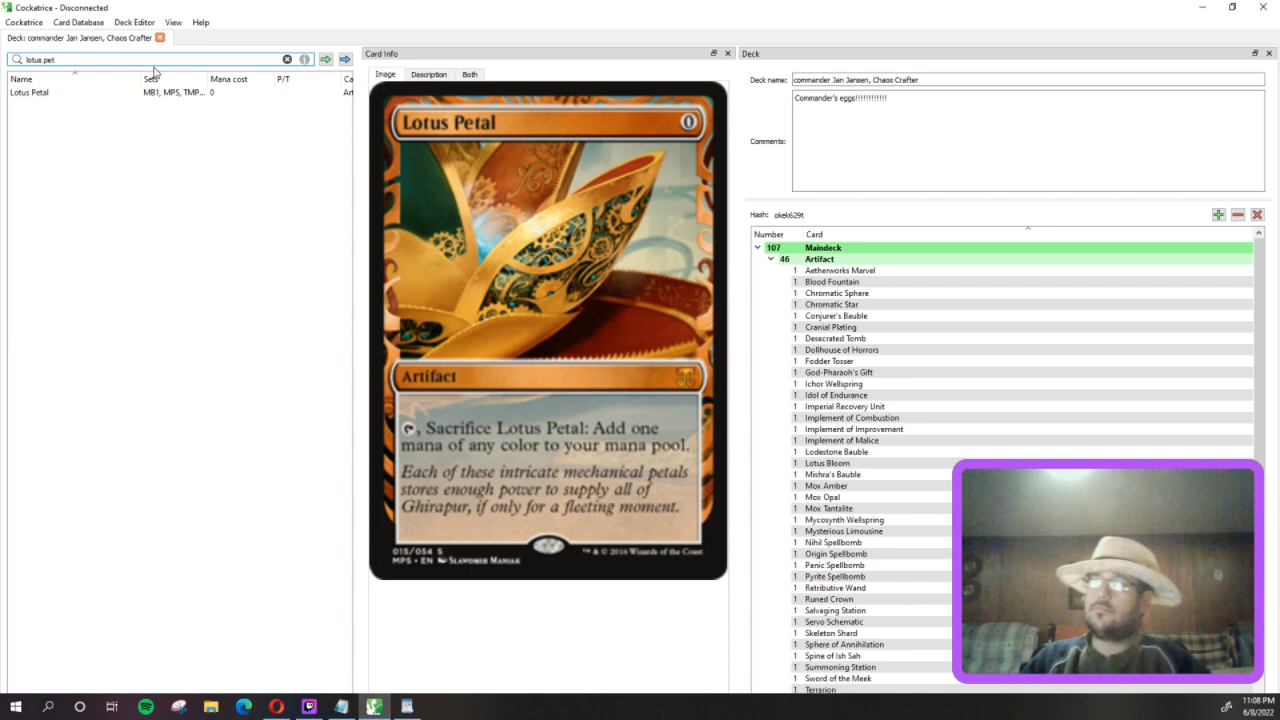 Cockatrice - Disconnected
Cockatrice Card Database Deck Editor View Help
Deck: commander Jan Jansen, Chaos Crafter
lotus pet
Name Sets Mana cost P/T Ca
Lotus Petal MB1, MPS, TMP... 0 Art
Card Info
Image Description Both
Lotus Petal 0
Artifact
, Sacrifice Lotus Petal: Add one
mana of any color to your mana pool.
Each of these intricate mechanical petals
stores enough power to supply all of
Ghirapur, if only for a fleeting moment.
015/054 S
MPS • EN Slawomir Maniak
™ & © 2016 Wizards of the Coast
Deck
Deck name: commander Jan Jansen, Chaos Crafter
Comments: Commander's eggs!!!!!!!!!!!!
Hash: okek629t
Number Card
107 Maindeck
46 Artifact
1 Aetherworks Marvel
1 Blood Fountain
1 Chromatic Sphere
1 Chromatic Star
1 Conjurer's Bauble
1 Cranial Plating
1 Desecrated Tomb
1 Dollhouse of Horrors
1 Fodder Tosser
1 God-Pharaoh's Gift
1 Ichor Wellspring
1 Idol of Endurance
1 Imperial Recovery Unit
1 Implement of Combustion
1 Implement of Improvement
1 Implement of Malice
1 Lodestone Bauble
1 Lotus Bloom
1 Mishra's Bauble
1 Mox Amber
1 Mox Opal
1 Mox Tantalite
1 Mycosynth Wellspring
1 Mysterious Limousine
1 Nihil Spellbomb
1 Origin Spellbomb
1 Panic Spellbomb
1 Pyrite Spellbomb
1 Retributive Wand
1 Runed Crown
1 Salvaging Station
1 Servo Schematic
1 Skeleton Shard
1 Sphere of Annihilation
1 Spine of Ish Sah
1 Summoning Station
1 Sword of the Meek
1 Terrarion
11:08 PM
6/8/2022